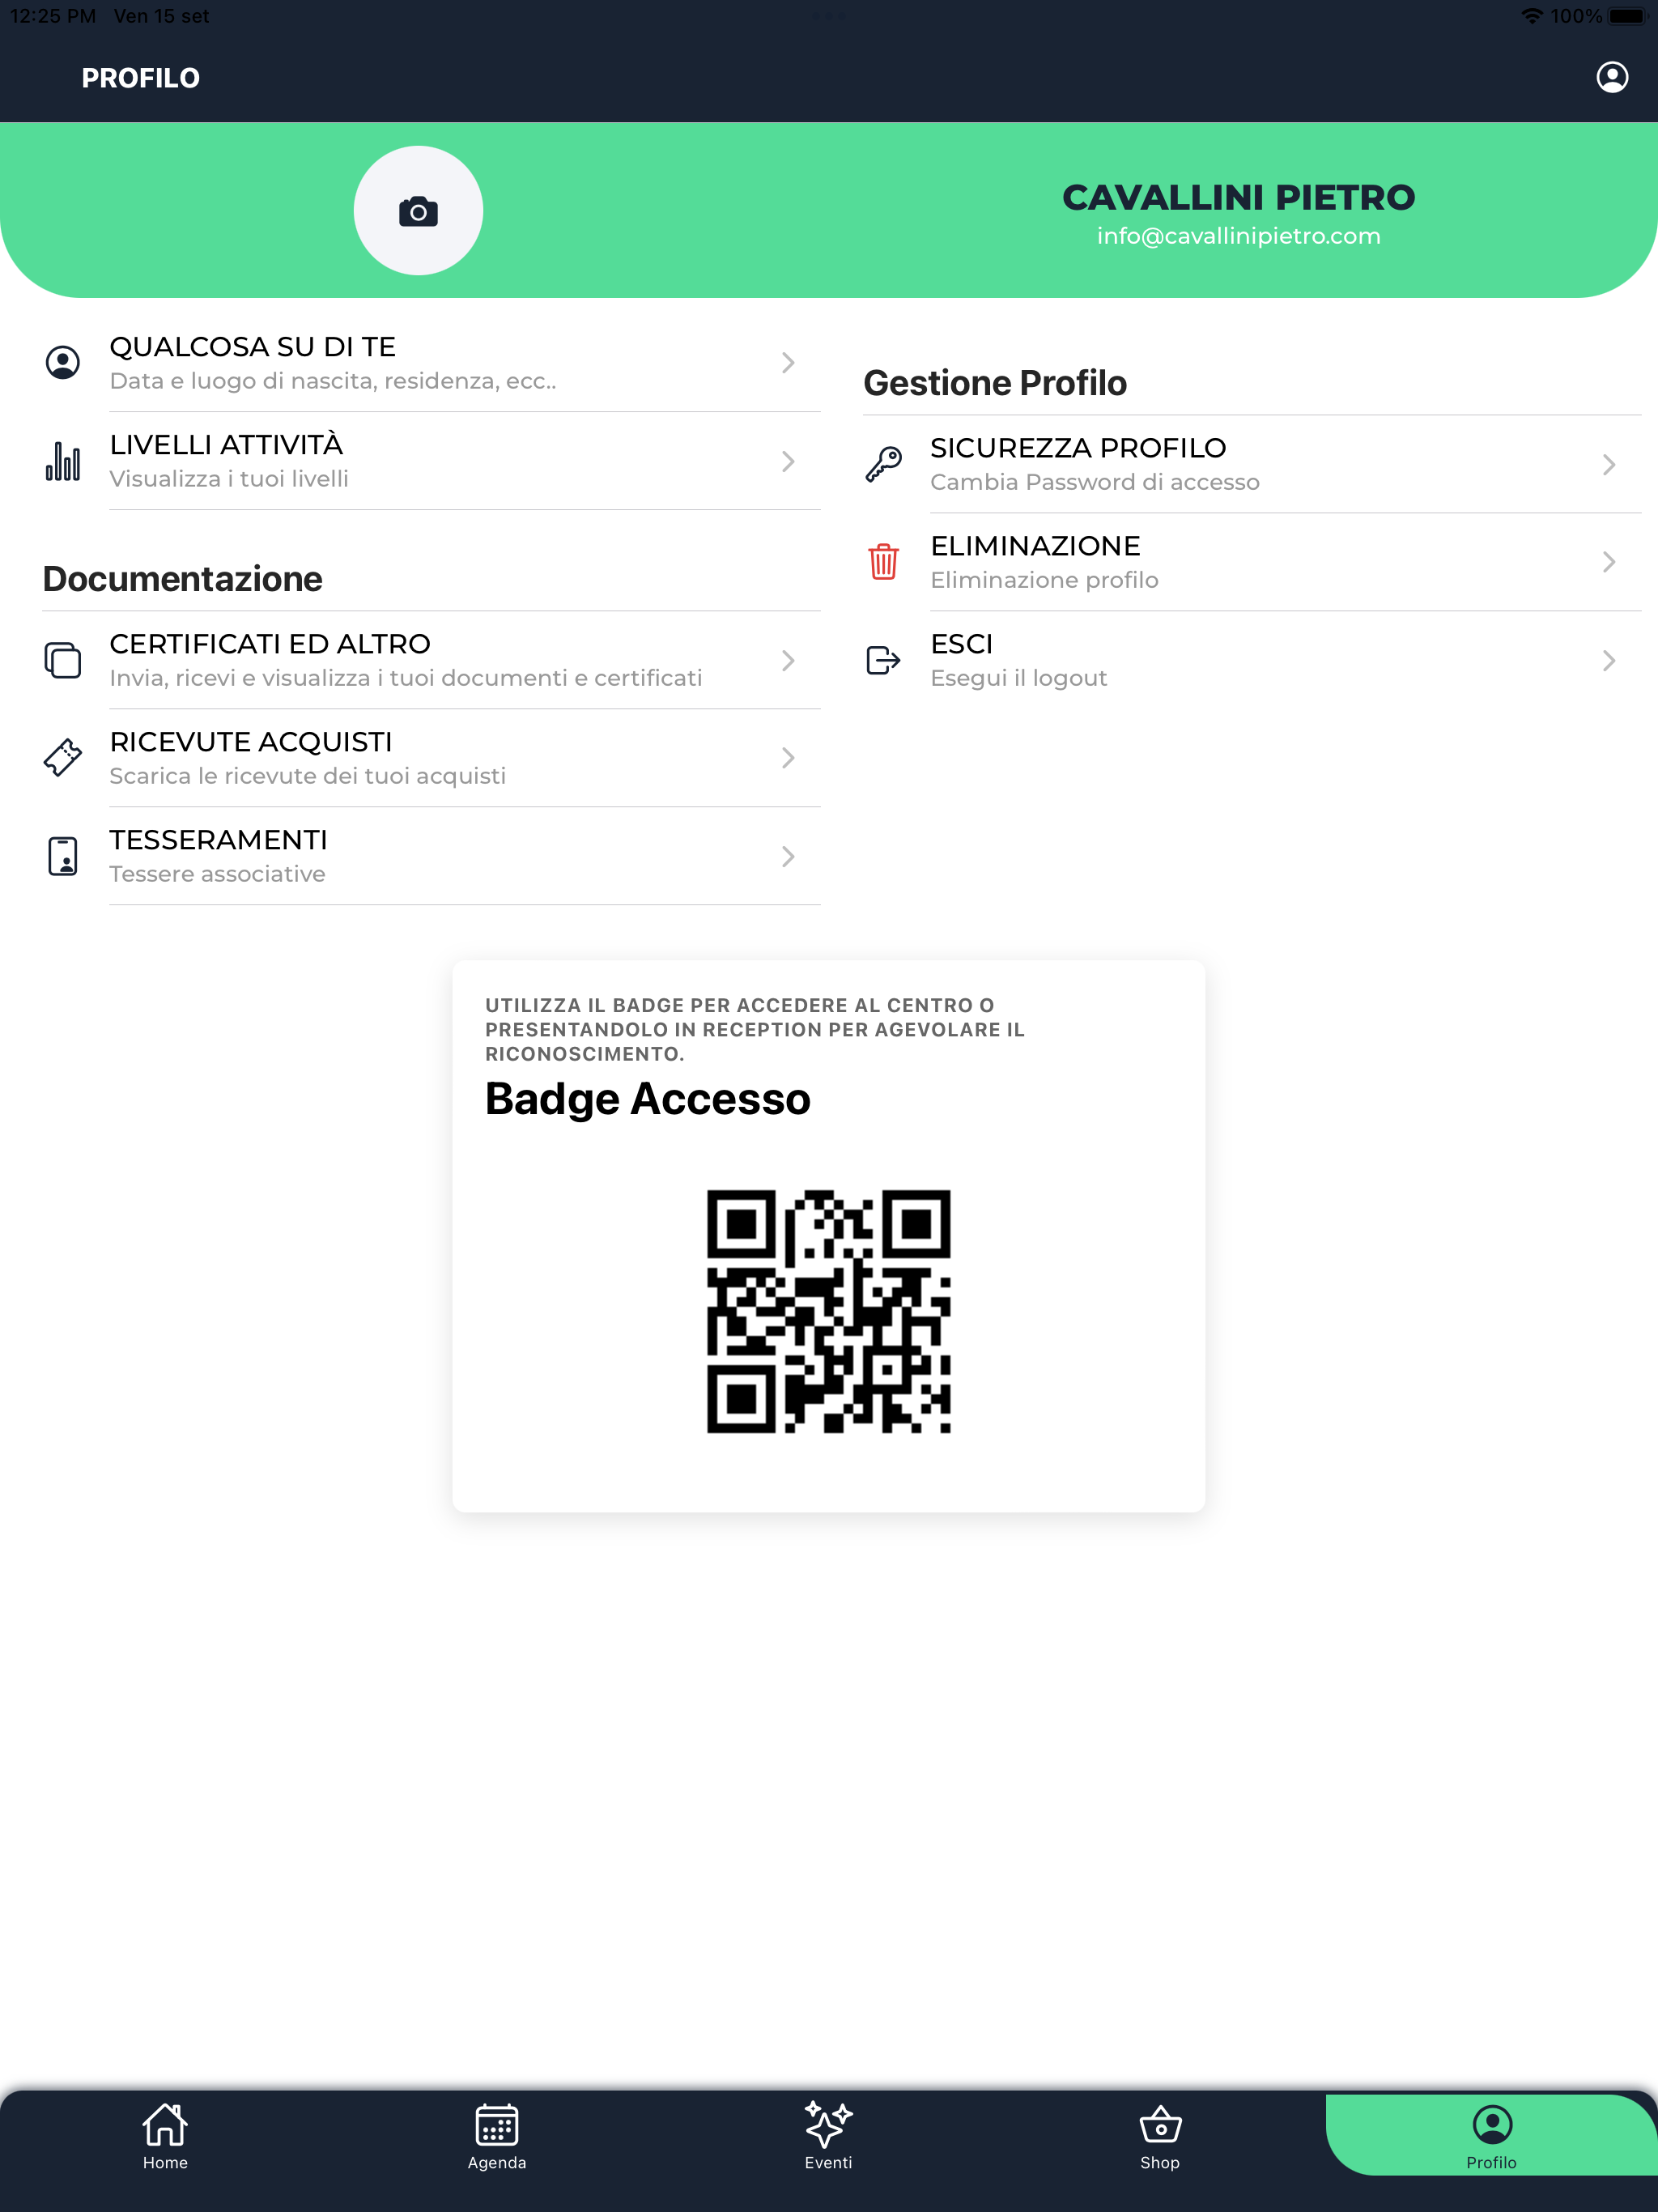 12:25 PM Ven 15 set
100%
PROFILO
CAVALLINI PIETRO
info@cavallinipietro.com
QUALCOSA SU DI TE
Data e luogo di nascita, residenza, ecc..
LIVELLI ATTIVITÀ
Visualizza i tuoi livelli
Documentazione
CERTIFICATI ED ALTRO
Invia, ricevi e visualizza i tuoi documenti e certificati
RICEVUTE ACQUISTI
Scarica le ricevute dei tuoi acquisti
TESSERAMENTI
Tessere associative
Gestione Profilo
SICUREZZA PROFILO
Cambia Password di accesso
ELIMINAZIONE
Eliminazione profilo
ESCI
Esegui il logout
UTILIZZA IL BADGE PER ACCEDERE AL CENTRO O
PRESENTANDOLO IN RECEPTION PER AGEVOLARE IL
RICONOSCIMENTO.
Badge Accesso
Home
Agenda
Eventi
Shop
Profilo